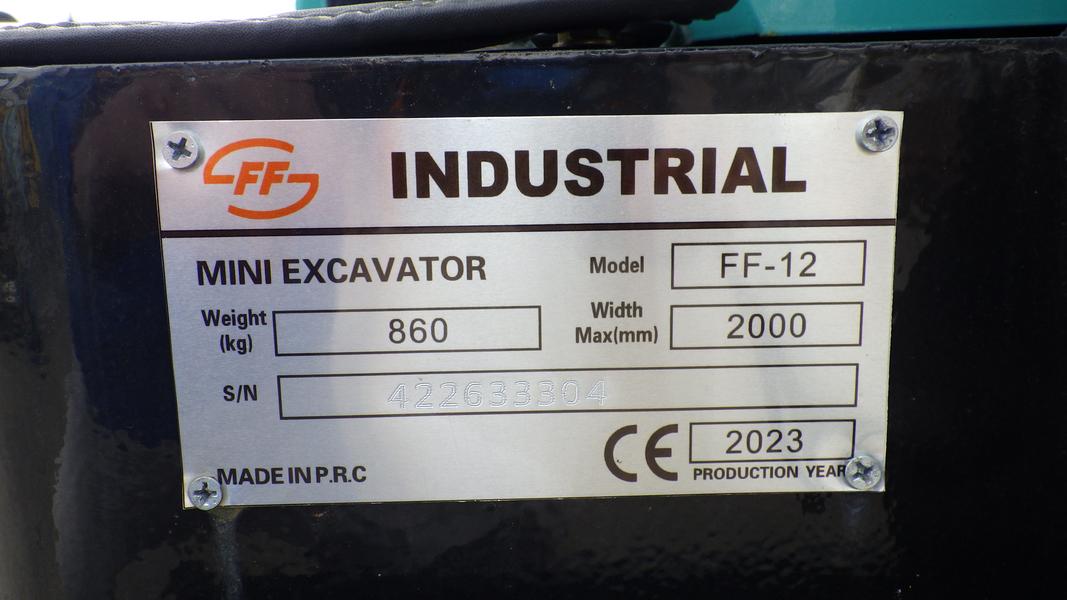 FF INDUSTRIAL
MINI EXCAVATOR Model FF-12
Weight (kg) 860 Width Max(mm) 2000
S/N 422633304
CE 2023
MADE IN P.R.C PRODUCTION YEAR